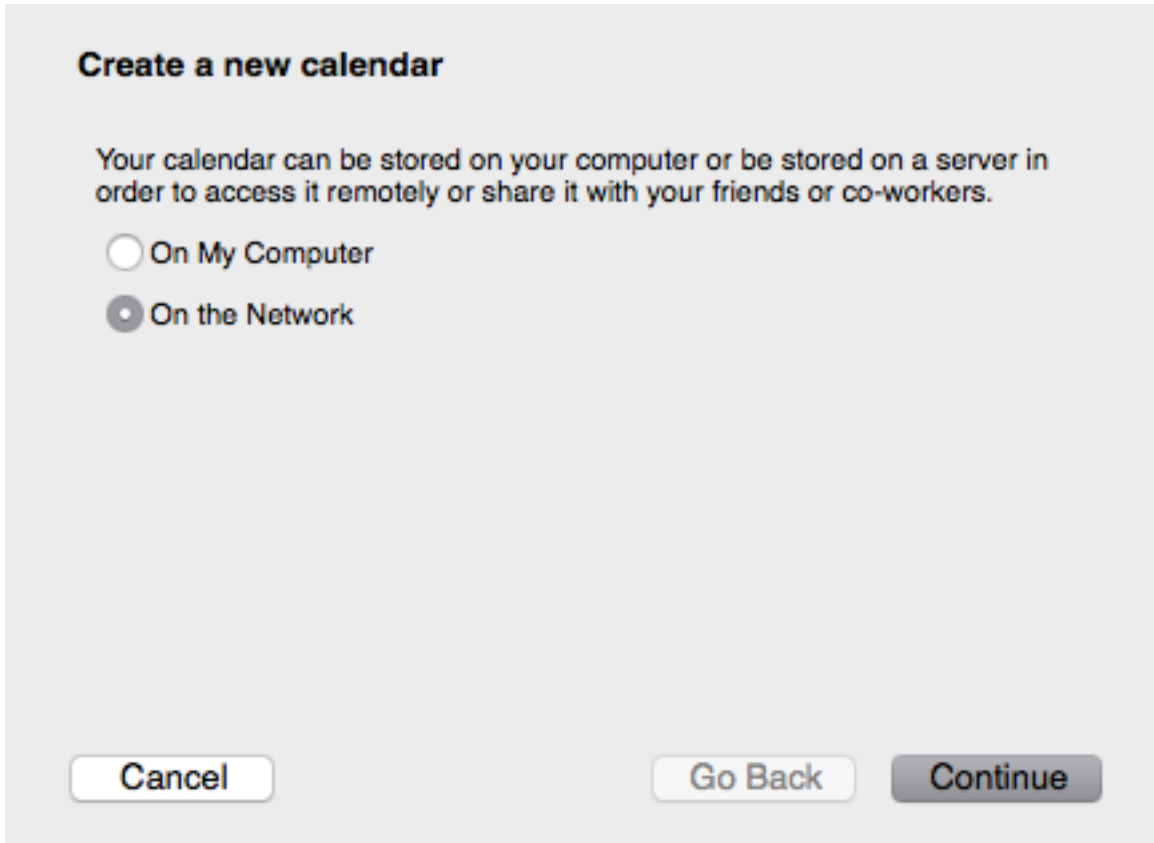 Create a new calendar
Your calendar can be stored on your computer or be stored on a server in
order to access it remotely or share it with your friends or co-workers.
On My Computer
On the Network
Cancel
Go Back
Continue